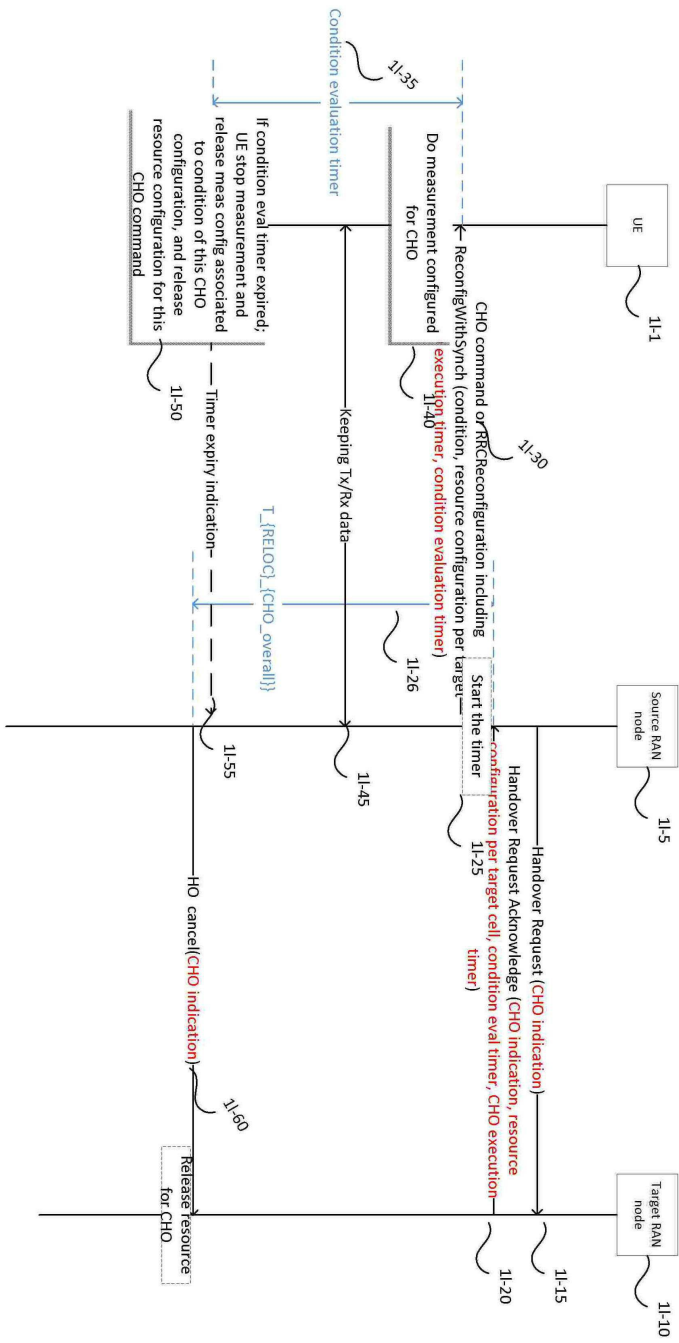 UE
1l-1
Source RAN
node
1l-5
Target RAN
node
1l-10
Handover Request (CHO indication)
1l-15
Handover Request Acknowledge (CHO indication, resource
configuration per target cell, condition eval timer, CHO execution
timer)
1l-20
Start the timer
1l-25
T_{RELOC}_{CHO_overall}}
1l-26
CHO command or RRCReconfiguration including
ReconfigWithSynch (condition, resource configuration per target
execution timer, condition evaluation timer)
1l-30
Condition evaluation timer
1l-35
Do measurement configured
for CHO
1l-40
Keeping Tx/Rx data
1l-45
If condition eval timer expired;
UE stop measurement and
release meas config associated
to condition of this CHO
configuration, and release
resource configuration for this
CHO command
1l-50
Timer expiry indication
1l-55
HO cancel(CHO indication)
1l-60
Release resource
for CHO